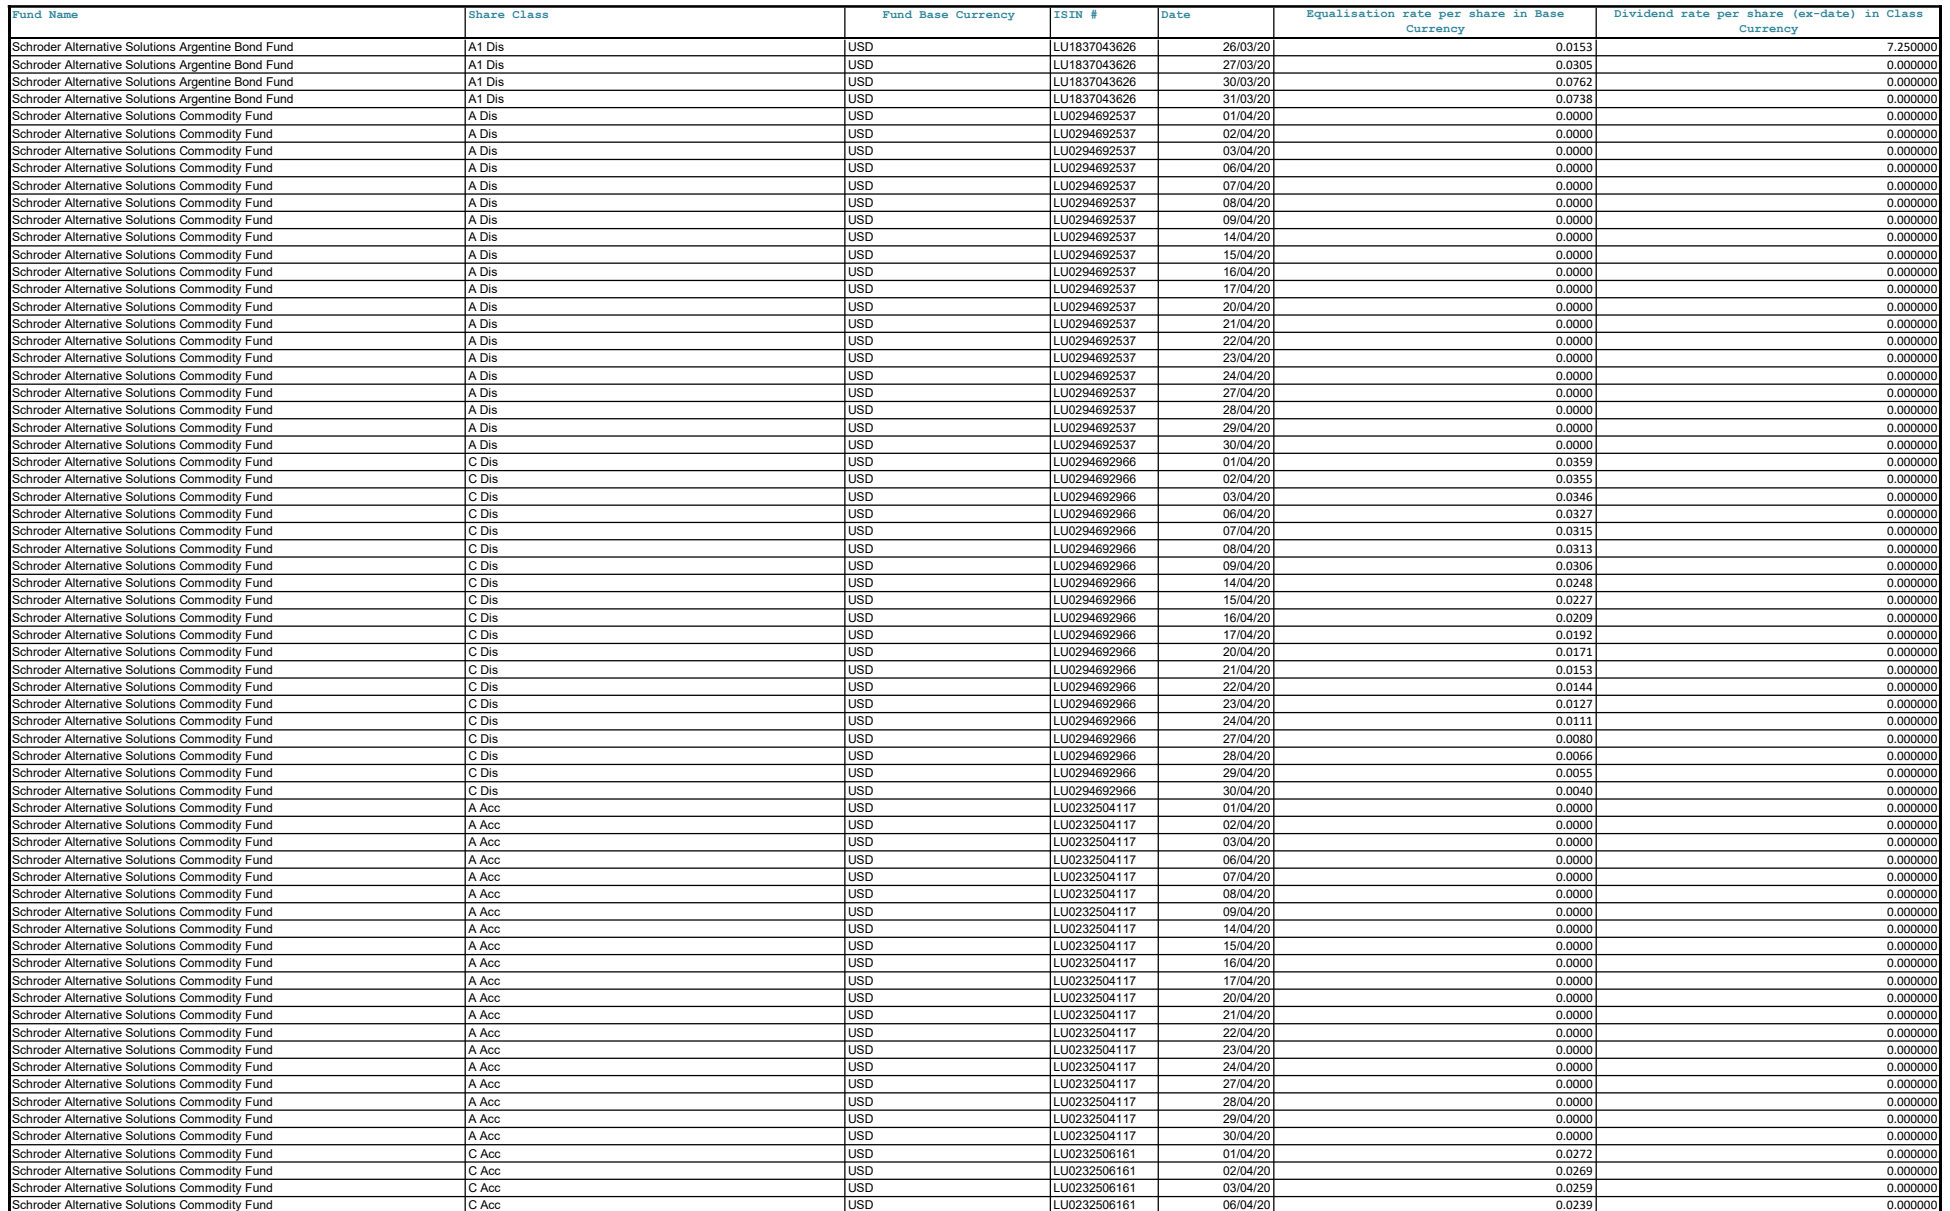 Fund Name Share Class Fund Base Currency ISIN # Date Equalisation rate per share in Base Currency Dividend rate per share (ex-date) in Class Currency
Schroder Alternative Solutions Argentine Bond Fund A1 Dis USD LU1837043626 26/03/20 0.0153 7.250000
Schroder Alternative Solutions Argentine Bond Fund A1 Dis USD LU1837043626 27/03/20 0.0305 0.000000
Schroder Alternative Solutions Argentine Bond Fund A1 Dis USD LU1837043626 30/03/20 0.0762 0.000000
Schroder Alternative Solutions Argentine Bond Fund A1 Dis USD LU1837043626 31/03/20 0.0738 0.000000
Schroder Alternative Solutions Commodity Fund A Dis USD LU0294692537 01/04/20 0.0000 0.000000
Schroder Alternative Solutions Commodity Fund A Dis USD LU0294692537 02/04/20 0.0000 0.000000
Schroder Alternative Solutions Commodity Fund A Dis USD LU0294692537 03/04/20 0.0000 0.000000
Schroder Alternative Solutions Commodity Fund A Dis USD LU0294692537 06/04/20 0.0000 0.000000
Schroder Alternative Solutions Commodity Fund A Dis USD LU0294692537 07/04/20 0.0000 0.000000
Schroder Alternative Solutions Commodity Fund A Dis USD LU0294692537 08/04/20 0.0000 0.000000
Schroder Alternative Solutions Commodity Fund A Dis USD LU0294692537 09/04/20 0.0000 0.000000
Schroder Alternative Solutions Commodity Fund A Dis USD LU0294692537 14/04/20 0.0000 0.000000
Schroder Alternative Solutions Commodity Fund A Dis USD LU0294692537 15/04/20 0.0000 0.000000
Schroder Alternative Solutions Commodity Fund A Dis USD LU0294692537 16/04/20 0.0000 0.000000
Schroder Alternative Solutions Commodity Fund A Dis USD LU0294692537 17/04/20 0.0000 0.000000
Schroder Alternative Solutions Commodity Fund A Dis USD LU0294692537 20/04/20 0.0000 0.000000
Schroder Alternative Solutions Commodity Fund A Dis USD LU0294692537 21/04/20 0.0000 0.000000
Schroder Alternative Solutions Commodity Fund A Dis USD LU0294692537 22/04/20 0.0000 0.000000
Schroder Alternative Solutions Commodity Fund A Dis USD LU0294692537 23/04/20 0.0000 0.000000
Schroder Alternative Solutions Commodity Fund A Dis USD LU0294692537 24/04/20 0.0000 0.000000
Schroder Alternative Solutions Commodity Fund A Dis USD LU0294692537 27/04/20 0.0000 0.000000
Schroder Alternative Solutions Commodity Fund A Dis USD LU0294692537 28/04/20 0.0000 0.000000
Schroder Alternative Solutions Commodity Fund A Dis USD LU0294692537 29/04/20 0.0000 0.000000
Schroder Alternative Solutions Commodity Fund A Dis USD LU0294692537 30/04/20 0.0000 0.000000
Schroder Alternative Solutions Commodity Fund C Dis USD LU0294692966 01/04/20 0.0359 0.000000
Schroder Alternative Solutions Commodity Fund C Dis USD LU0294692966 02/04/20 0.0355 0.000000
Schroder Alternative Solutions Commodity Fund C Dis USD LU0294692966 03/04/20 0.0346 0.000000
Schroder Alternative Solutions Commodity Fund C Dis USD LU0294692966 06/04/20 0.0327 0.000000
Schroder Alternative Solutions Commodity Fund C Dis USD LU0294692966 07/04/20 0.0315 0.000000
Schroder Alternative Solutions Commodity Fund C Dis USD LU0294692966 08/04/20 0.0313 0.000000
Schroder Alternative Solutions Commodity Fund C Dis USD LU0294692966 09/04/20 0.0306 0.000000
Schroder Alternative Solutions Commodity Fund C Dis USD LU0294692966 14/04/20 0.0248 0.000000
Schroder Alternative Solutions Commodity Fund C Dis USD LU0294692966 15/04/20 0.0227 0.000000
Schroder Alternative Solutions Commodity Fund C Dis USD LU0294692966 16/04/20 0.0209 0.000000
Schroder Alternative Solutions Commodity Fund C Dis USD LU0294692966 17/04/20 0.0192 0.000000
Schroder Alternative Solutions Commodity Fund C Dis USD LU0294692966 20/04/20 0.0171 0.000000
Schroder Alternative Solutions Commodity Fund C Dis USD LU0294692966 21/04/20 0.0153 0.000000
Schroder Alternative Solutions Commodity Fund C Dis USD LU0294692966 22/04/20 0.0144 0.000000
Schroder Alternative Solutions Commodity Fund C Dis USD LU0294692966 23/04/20 0.0127 0.000000
Schroder Alternative Solutions Commodity Fund C Dis USD LU0294692966 24/04/20 0.0111 0.000000
Schroder Alternative Solutions Commodity Fund C Dis USD LU0294692966 27/04/20 0.0080 0.000000
Schroder Alternative Solutions Commodity Fund C Dis USD LU0294692966 28/04/20 0.0066 0.000000
Schroder Alternative Solutions Commodity Fund C Dis USD LU0294692966 29/04/20 0.0055 0.000000
Schroder Alternative Solutions Commodity Fund C Dis USD LU0294692966 30/04/20 0.0040 0.000000
Schroder Alternative Solutions Commodity Fund A Acc USD LU0232504117 01/04/20 0.0000 0.000000
Schroder Alternative Solutions Commodity Fund A Acc USD LU0232504117 02/04/20 0.0000 0.000000
Schroder Alternative Solutions Commodity Fund A Acc USD LU0232504117 03/04/20 0.0000 0.000000
Schroder Alternative Solutions Commodity Fund A Acc USD LU0232504117 06/04/20 0.0000 0.000000
Schroder Alternative Solutions Commodity Fund A Acc USD LU0232504117 07/04/20 0.0000 0.000000
Schroder Alternative Solutions Commodity Fund A Acc USD LU0232504117 08/04/20 0.0000 0.000000
Schroder Alternative Solutions Commodity Fund A Acc USD LU0232504117 09/04/20 0.0000 0.000000
Schroder Alternative Solutions Commodity Fund A Acc USD LU0232504117 14/04/20 0.0000 0.000000
Schroder Alternative Solutions Commodity Fund A Acc USD LU0232504117 15/04/20 0.0000 0.000000
Schroder Alternative Solutions Commodity Fund A Acc USD LU0232504117 16/04/20 0.0000 0.000000
Schroder Alternative Solutions Commodity Fund A Acc USD LU0232504117 17/04/20 0.0000 0.000000
Schroder Alternative Solutions Commodity Fund A Acc USD LU0232504117 20/04/20 0.0000 0.000000
Schroder Alternative Solutions Commodity Fund A Acc USD LU0232504117 21/04/20 0.0000 0.000000
Schroder Alternative Solutions Commodity Fund A Acc USD LU0232504117 22/04/20 0.0000 0.000000
Schroder Alternative Solutions Commodity Fund A Acc USD LU0232504117 23/04/20 0.0000 0.000000
Schroder Alternative Solutions Commodity Fund A Acc USD LU0232504117 24/04/20 0.0000 0.000000
Schroder Alternative Solutions Commodity Fund A Acc USD LU0232504117 27/04/20 0.0000 0.000000
Schroder Alternative Solutions Commodity Fund A Acc USD LU0232504117 28/04/20 0.0000 0.000000
Schroder Alternative Solutions Commodity Fund A Acc USD LU0232504117 29/04/20 0.0000 0.000000
Schroder Alternative Solutions Commodity Fund A Acc USD LU0232504117 30/04/20 0.0000 0.000000
Schroder Alternative Solutions Commodity Fund C Acc USD LU0232506161 01/04/20 0.0272 0.000000
Schroder Alternative Solutions Commodity Fund C Acc USD LU0232506161 02/04/20 0.0269 0.000000
Schroder Alternative Solutions Commodity Fund C Acc USD LU0232506161 03/04/20 0.0259 0.000000
Schroder Alternative Solutions Commodity Fund C Acc USD LU0232506161 06/04/20 0.0239 0.000000